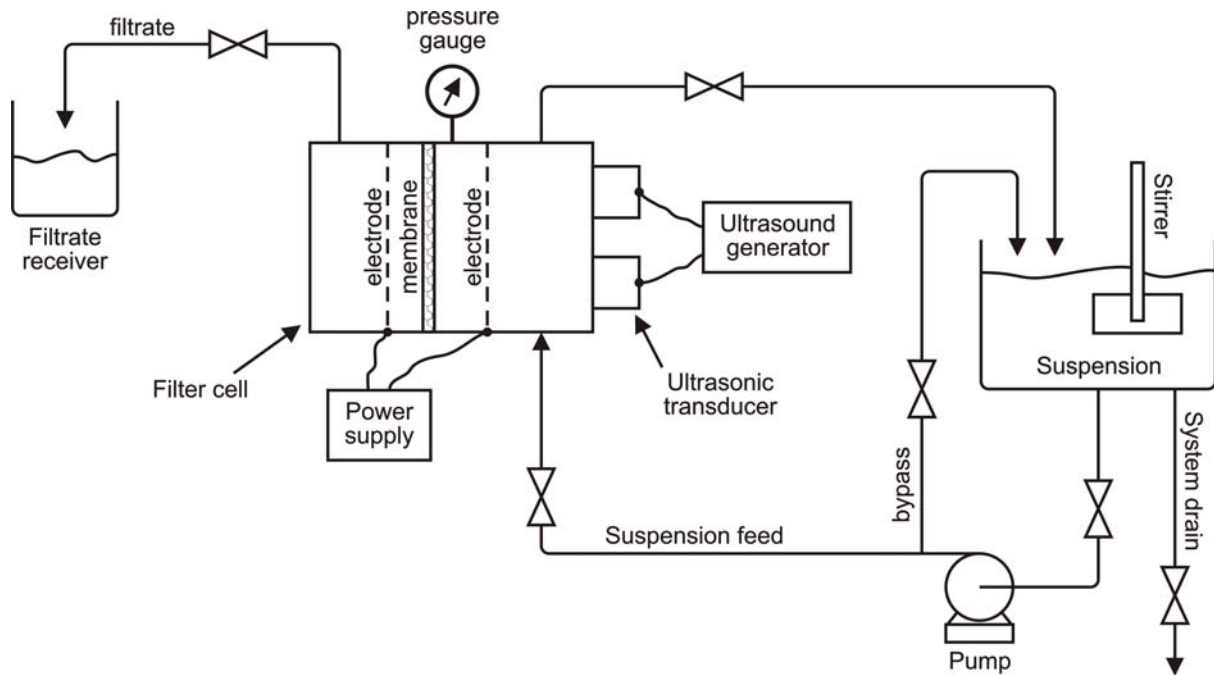 filtrate
pressure
gauge
Filtrate
receiver
electrode
membrane
electrode
Ultrasound
generator
Stirrer
Filter cell
Power
supply
Ultrasonic
transducer
Suspension
bypass
System drain
Suspension feed
Pump